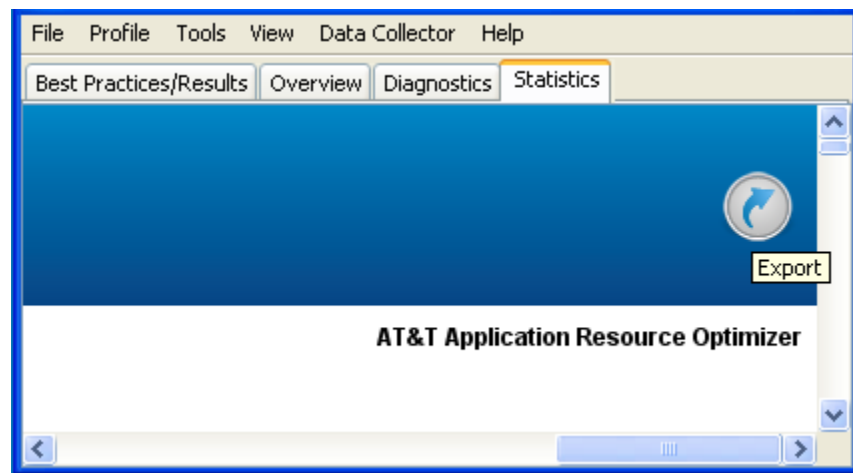 File Profile Tools View Data Collector Help
Best Practices/Results Overview Diagnostics Statistics
Export
AT&T Application Resource Optimizer